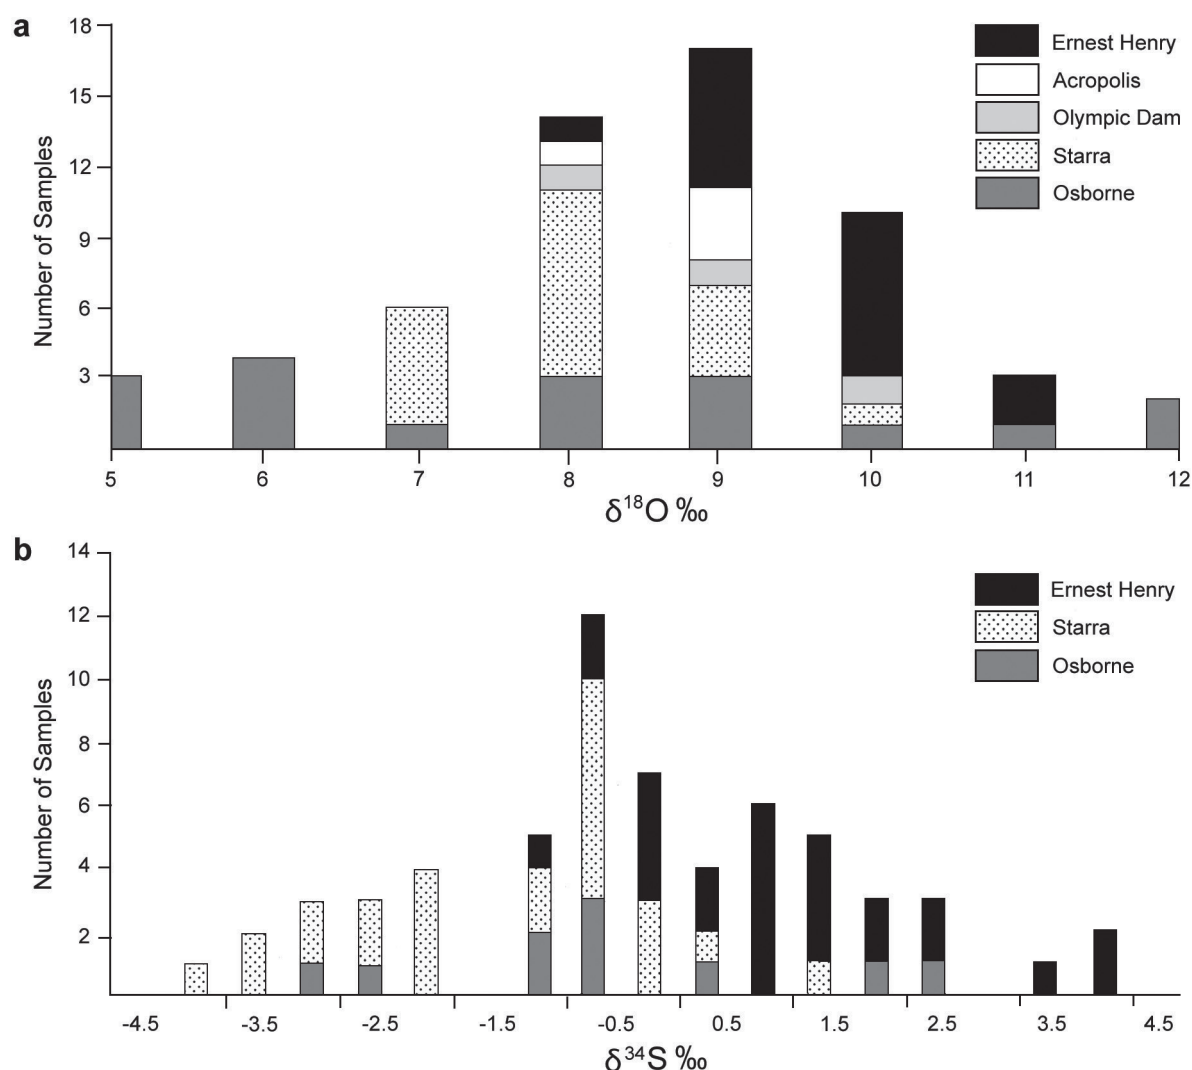 a
18
15
12
9
6
3
Number of Samples
Ernest Henry
Acropolis
Olympic Dam
Starra
Osborne
5 6 7 8 9 10 11 12
δ¹⁸O ‰
b
14
12
10
8
6
4
2
Number of Samples
Ernest Henry
Starra
Osborne
-4.5 -3.5 -2.5 -1.5 -0.5 0.5 1.5 2.5 3.5 4.5
δ³⁴S ‰